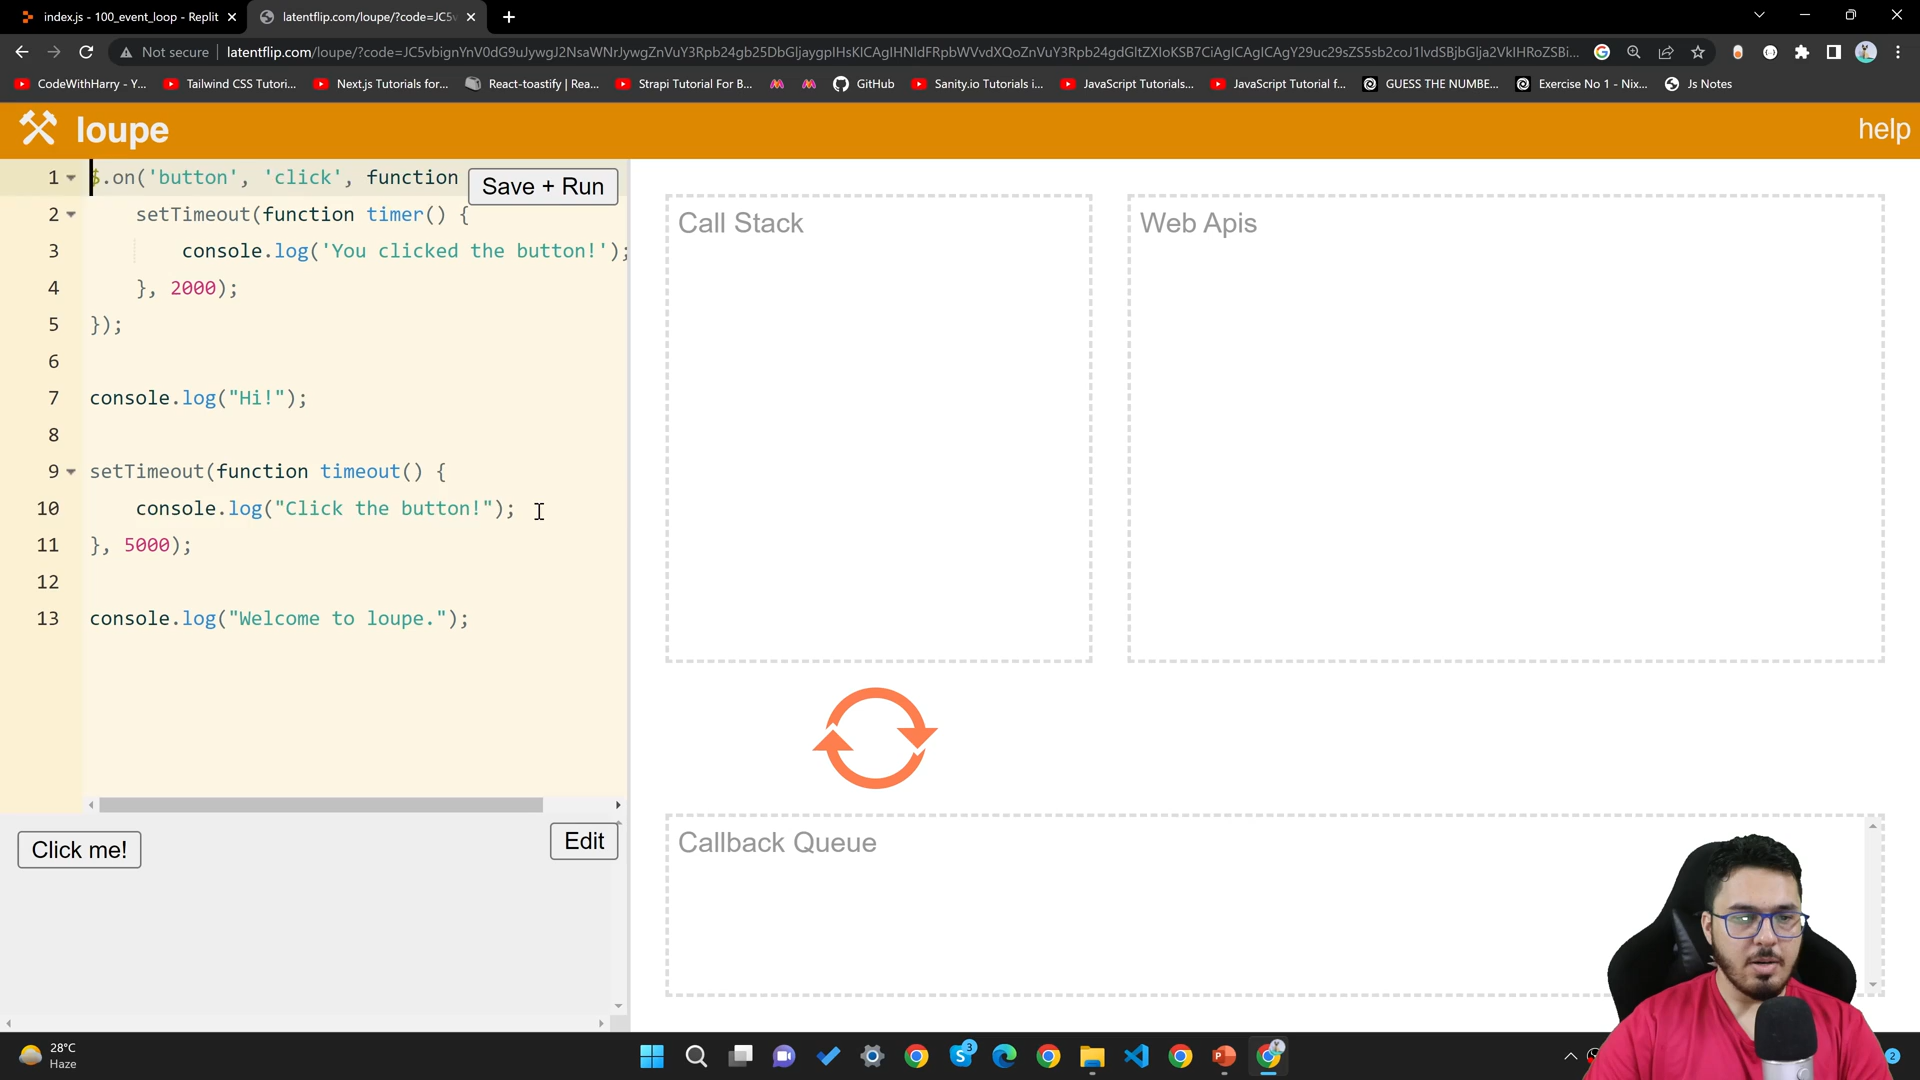 index.js - 100_event_loop - Replit
latentflip.com/loupe/?code=JC5
Not secure
CodeWithHarry - Y...
Tailwind CSS Tutori...
Next.js Tutorials for...
React-toastify | Rea...
Strapi Tutorial For B...
GitHub
Sanity.io Tutorials i...
JavaScript Tutorials...
JavaScript Tutorial f...
GUESS THE NUMBE...
Exercise No 1 - Nix...
Js Notes
loupe
help
1 $.on('button', 'click', function
Save + Run
2 setTimeout(function timer() {
3 console.log('You clicked the button!');
4 }, 2000);
5 });
6
7 console.log("Hi!");
8
9 setTimeout(function timeout() {
10 console.log("Click the button!");
11 }, 5000);
12
13 console.log("Welcome to loupe.");
Call Stack
Web Apis
Click me!
Edit
Callback Queue
28°C
Haze
3
2